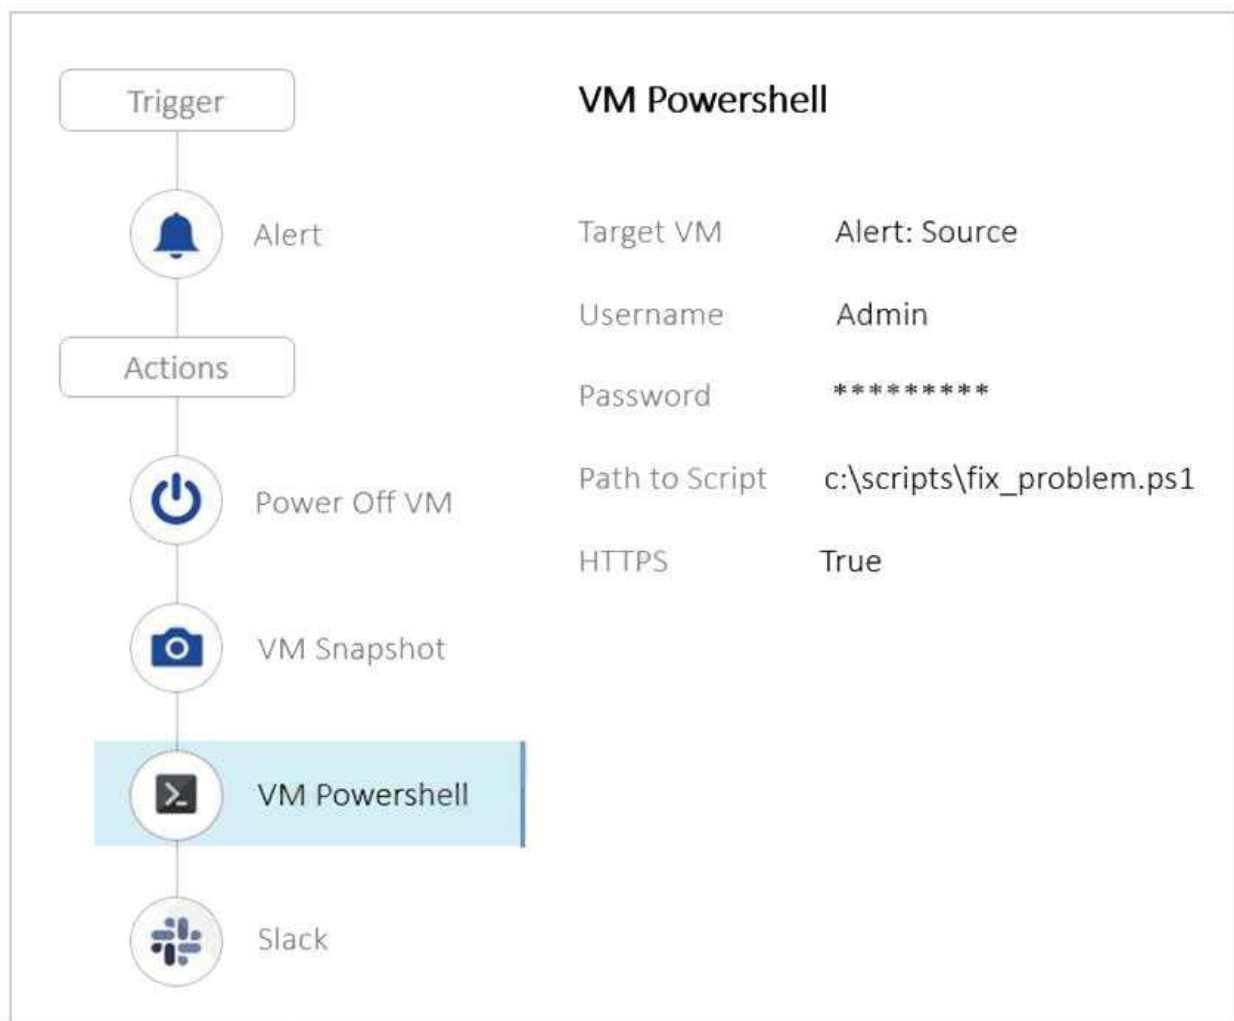 Trigger
Alert
Actions
Power Off VM
VM Snapshot
VM Powershell
Slack
VM Powershell
Target VM Alert: Source
Username Admin
Password *********
Path to Script c:\scripts\fix_problem.ps1
HTTPS True